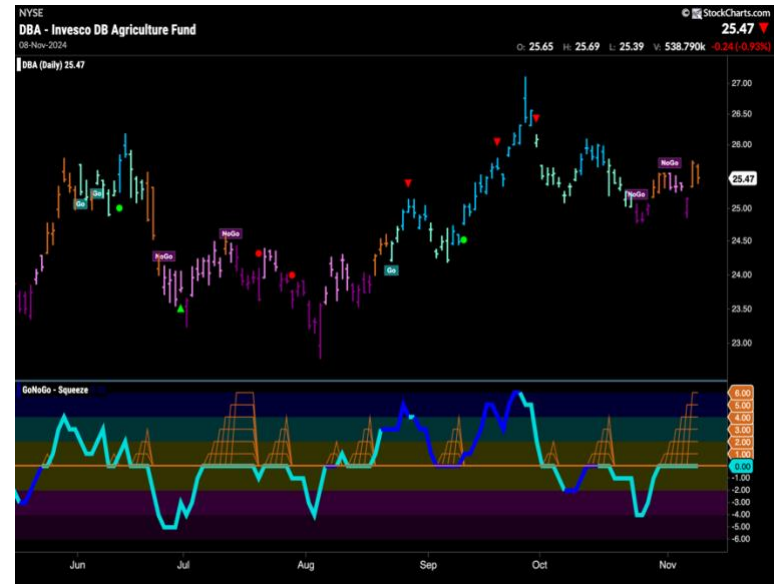 NYSE © StockCharts.com
DBA - Invesco DB Agriculture Fund 25.47
08-Nov-2024 O: 25.65 H: 25.69 L: 25.39 V: 538.790k -0.24 (-0.93%)
DBA (Daily) 25.47
27.00
26.50
26.00
25.47
25.00
24.50
24.00
23.50
23.00
Go
Go
NoGo
NoGo
Go
NoGo
NoGo
GoNoGo - Squeeze
6.00
5.00
4.00
3.00
2.00
1.00
0.00
-1.00
-2.00
-3.00
-4.00
-5.00
-6.00
Jun Jul Aug Sep Oct Nov